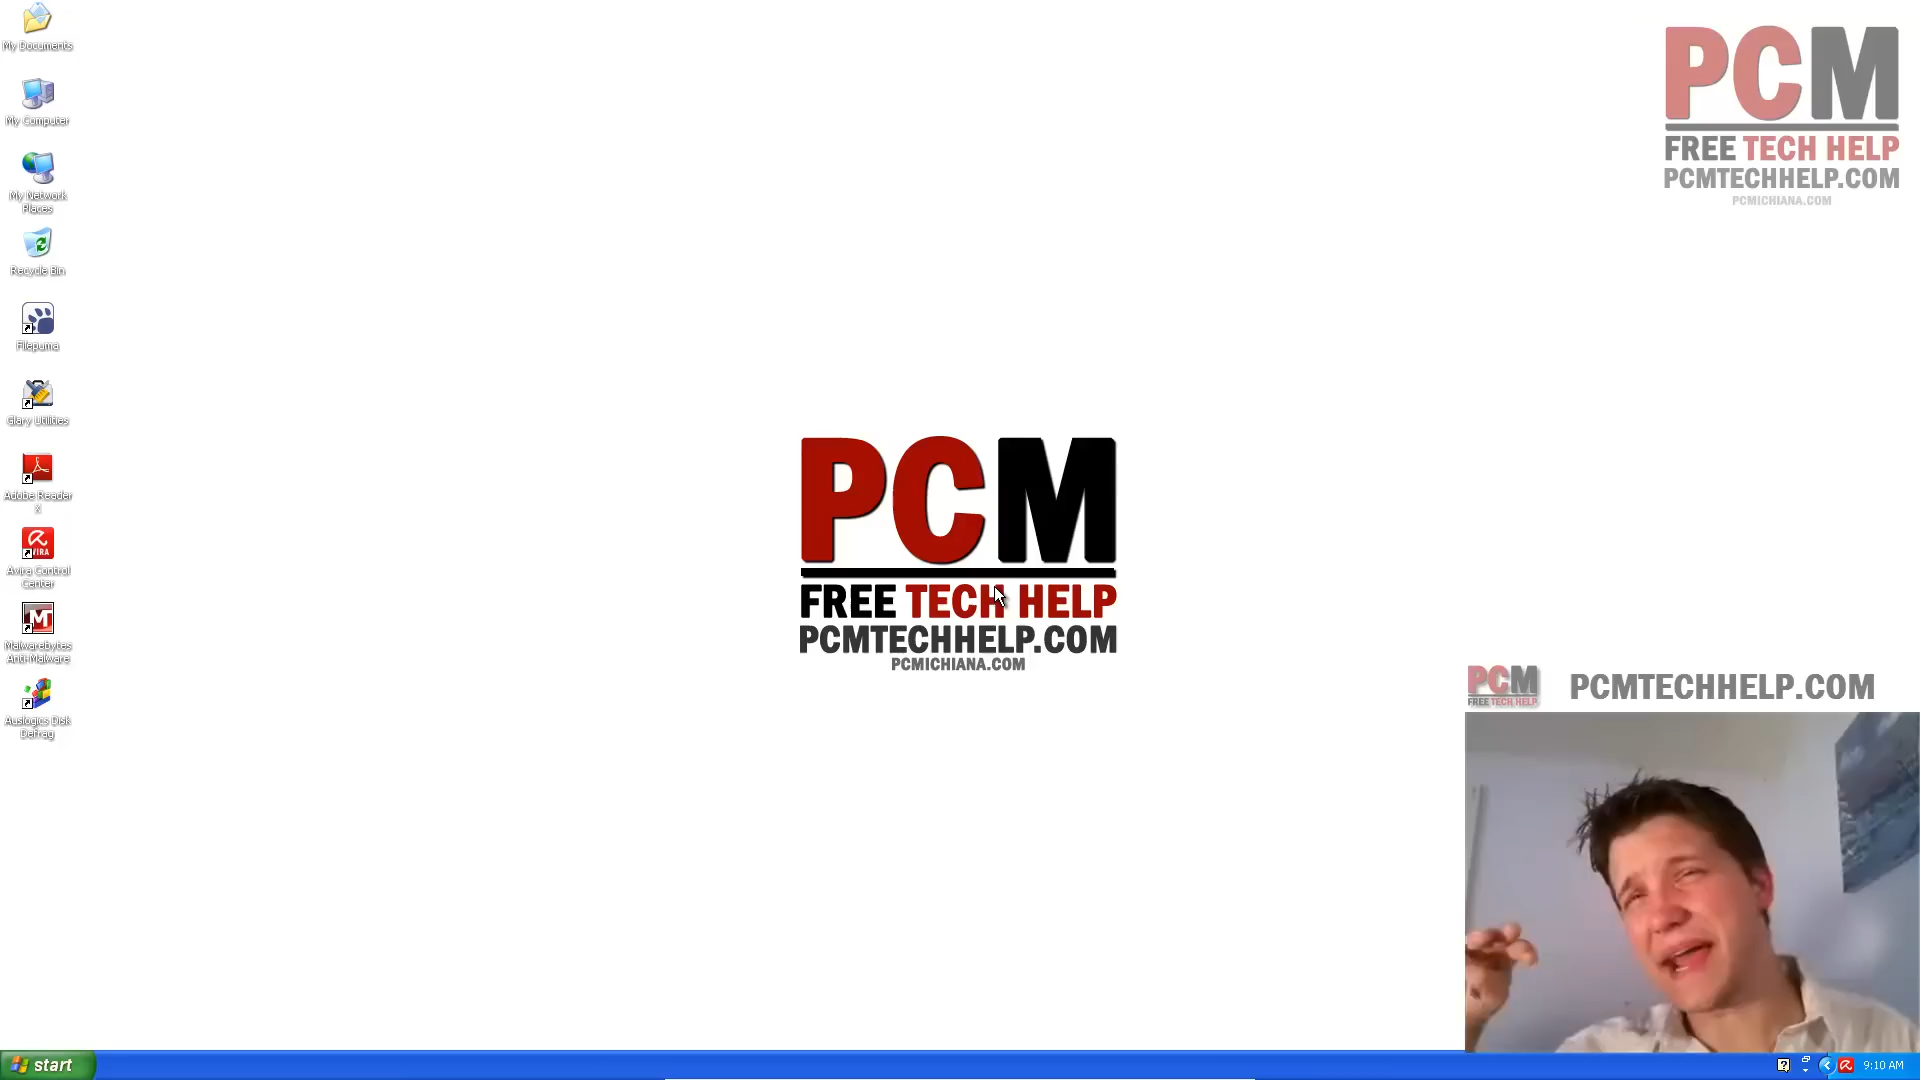 My Documents
My Computer
My Network
Places
Recycle Bin
Filepuma
Glary Utilities
Adobe Reader
X
AVIRA
Avira Control
Center
Malwarebytes
Anti-Malware
Auslogics Disk
Defrag
PCM
FREE TECH HELP
PCMTECHHELP.COM
PCMICHIANA.COM
PCM
FREE TECH HELP
PCMTECHHELP.COM
PCMICHIANA.COM
PCM
FREE TECH HELP
PCMTECHHELP.COM
start
9:10 AM